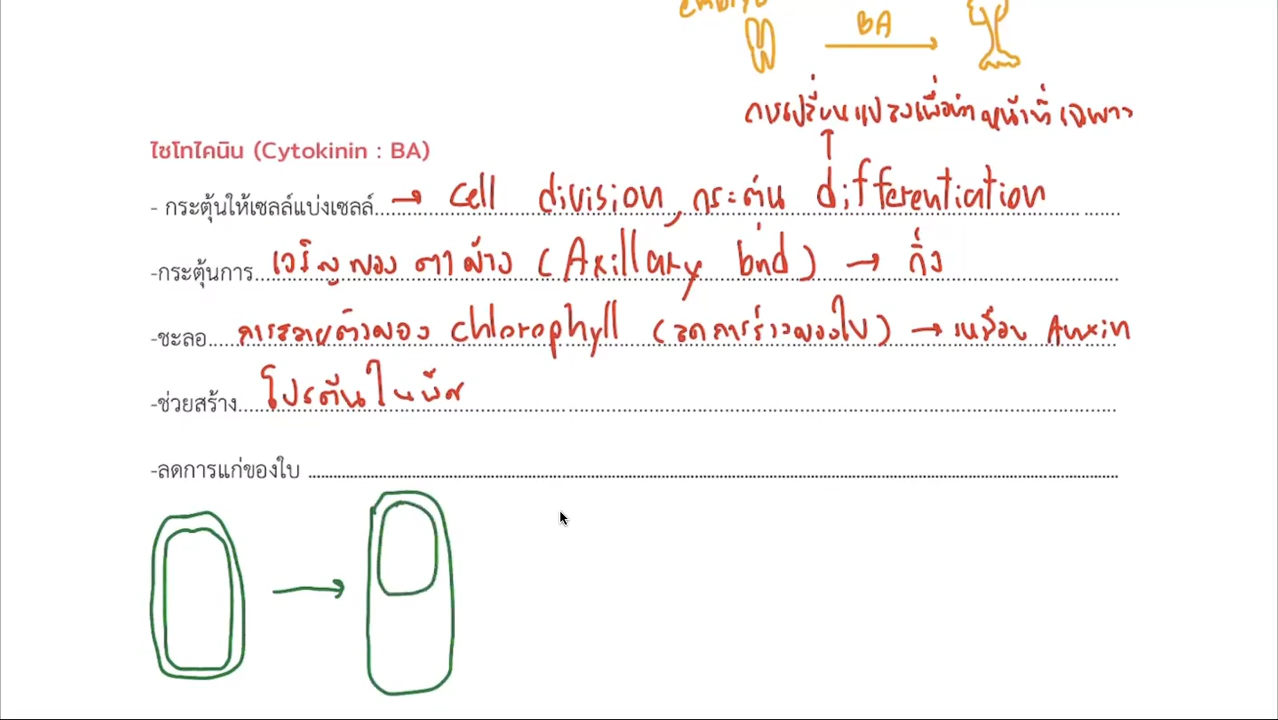 BA
การเปลี่ยนแปลงเพื่อทำหน้าที่เฉพาะ
ไซโทไคนิน (Cytokinin : BA)
- กระตุ้นให้เซลล์แบ่งเซลล์ → cell division, กระตุ้น differentiation
-กระตุ้นการ เจริญของ ตาข้าง (Axillary bud) → กิ่ง
-ชะลอ การสลายตัวของ chlorophyll (ลดการร่วงของใบ) → เหมือน Auxin
-ช่วยสร้าง โปรตีนในพืช
-ลดการแก่ของใบ